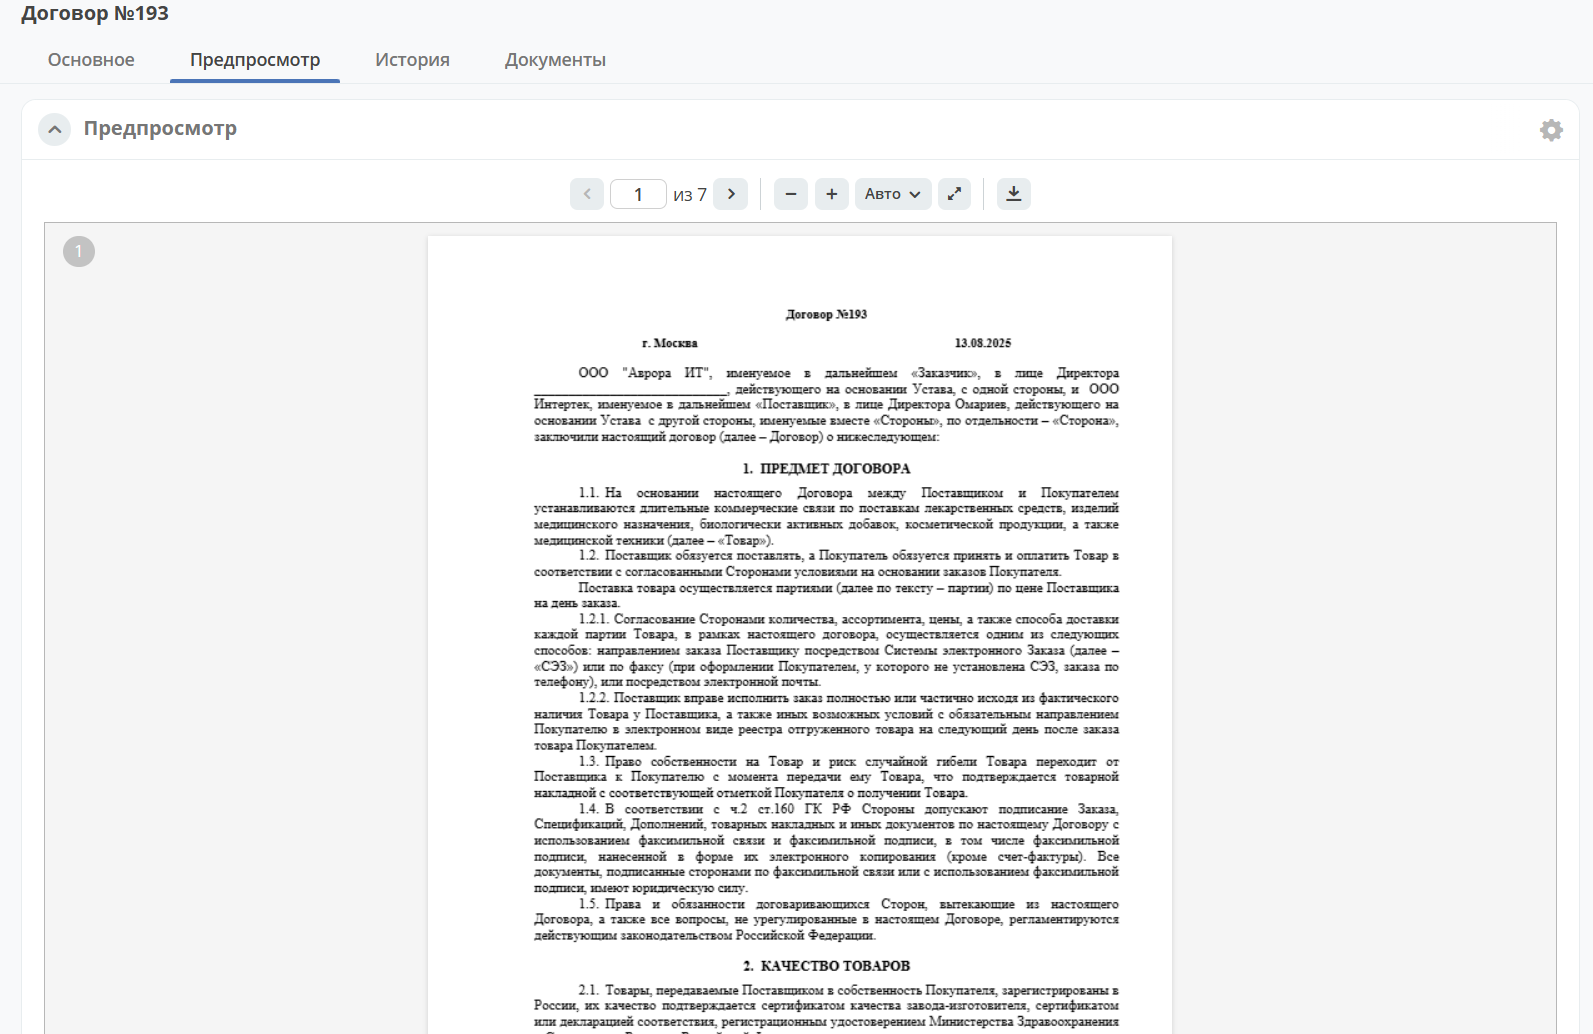 Договор №193
Основное Предпросмотр История Документы
Предпросмотр
1 из 7 Авто
1
Договор №193
г. Москва 13.08.2025
ООО "Аврора ИТ", именуемое в дальнейшем «Заказчик», в лице Директора
____________________________, действующего на основании Устава, с одной стороны, и ООО
Интертек, именуемое в дальнейшем «Поставщик», в лице Директора Омариев, действующего на
основании Устава с другой стороны, именуемые вместе «Стороны», по отдельности – «Сторона»,
заключили настоящий договор (далее – Договор) о нижеследующем:
1. ПРЕДМЕТ ДОГОВОРА
1.1. На основании настоящего Договора между Поставщиком и Покупателем
устанавливаются длительные коммерческие связи по поставкам лекарственных средств, изделий
медицинского назначения, биологически активных добавок, косметической продукции, а также
медицинской техники (далее – «Товар»).
1.2. Поставщик обязуется поставлять, а Покупатель обязуется принять и оплатить Товар в
соответствии с согласованными Сторонами условиями на основании заказов Покупателя.
Поставка товара осуществляется партиями (далее по тексту – партии) по цене Поставщика
на день заказа.
1.2.1. Согласование Сторонами количества, ассортимента, цены, а также способа доставки
каждой партии Товара, в рамках настоящего договора, осуществляется одним из следующих
способов: направлением заказа Поставщику посредством Системы электронного Заказа (далее –
«СЭЗ») или по факсу (при оформлении Покупателем, у которого не установлена СЭЗ, заказа по
телефону), или посредством электронной почты.
1.2.2. Поставщик вправе исполнить заказ полностью или частично исходя из фактического
наличия Товара у Поставщика, а также иных возможных условий с обязательным направлением
Покупателю в электронном виде реестра отгруженного товара на следующий день после заказа
товара Покупателем.
1.3. Право собственности на Товар и риск случайной гибели Товара переходит от
Поставщика к Покупателю с момента передачи ему Товара, что подтверждается товарной
накладной с соответствующей отметкой Покупателя о получении Товара.
1.4. В соответствии с ч.2 ст.160 ГК РФ Стороны допускают подписание Заказа,
Спецификаций, Дополнений, товарных накладных и иных документов по настоящему Договору с
использованием факсимильной связи и факсимильной подписи, в том числе факсимильной
подписи, нанесенной в форме их электронного копирования (кроме счет-фактуры). Все
документы, подписанные сторонами по факсимильной связи или с использованием факсимильной
подписи, имеют юридическую силу.
1.5. Права и обязанности договаривающихся Сторон, вытекающие из настоящего
Договора, а также все вопросы, не урегулированные в настоящем Договоре, регламентируются
действующим законодательством Российской Федерации.
2. КАЧЕСТВО ТОВАРОВ
2.1. Товары, передаваемые Поставщиком в собственность Покупателя, зарегистрированы в
России, их качество подтверждается сертификатом качества завода-изготовителя, сертификатом
или декларацией соответствия, регистрационным удостоверением Министерства Здравоохранения